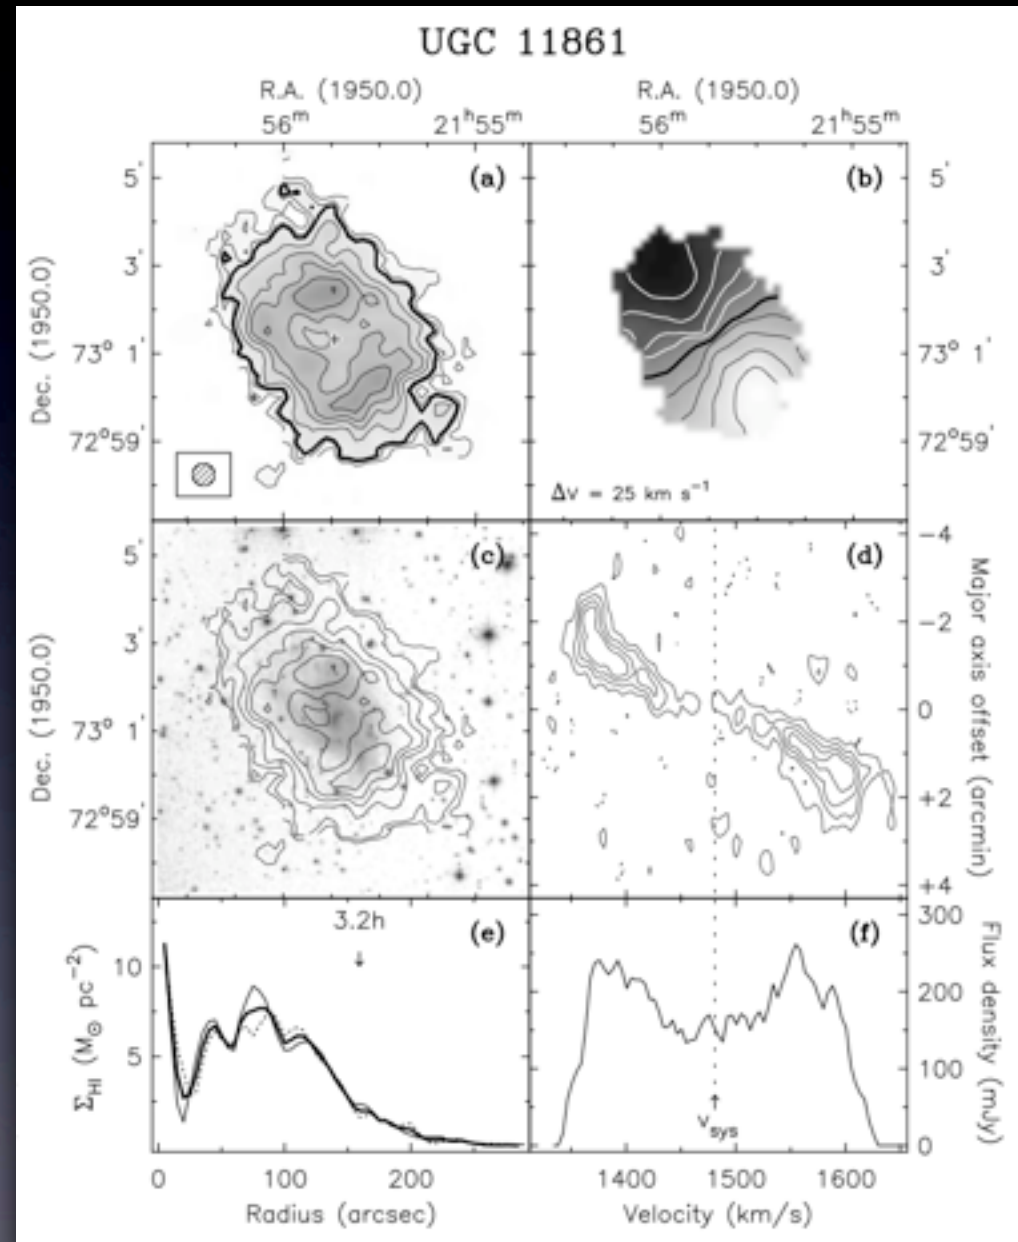 UGC 11861
R.A. (1950.0)
R.A. (1950.0)
56ᵐ 21ʰ55ᵐ
56ᵐ 21ʰ55ᵐ
(a)
5'
3'
73° 1'
72°59'
Dec. (1950.0)
(b)
5'
3'
73° 1'
72°59'
Δv = 25 km s⁻¹
(c)
5'
3'
73° 1'
72°59'
Dec. (1950.0)
(d)
−4
−2
0
+2
+4
Major axis offset (arcmin)
(e)
3.2h
10
5
Σ_HI (M_⊙ pc⁻²)
0 100 200
Radius (arcsec)
(f)
300
200
100
0
Flux density (mJy)
v_sys
1400 1500 1600
Velocity (km/s)